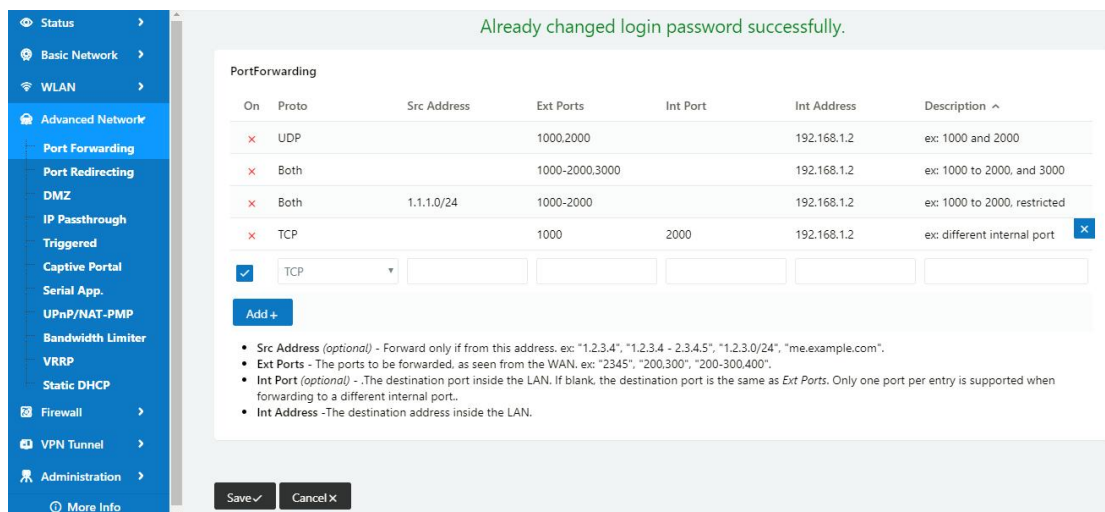 Already changed login password successfully.
Status
Basic Network
WLAN
Advanced Network
Port Forwarding
Port Redirecting
DMZ
IP Passthrough
Triggered
Captive Portal
Serial App.
UPnP/NAT-PMP
Bandwidth Limiter
VRRP
Static DHCP
Firewall
VPN Tunnel
Administration
More Info
PortForwarding
On Proto Src Address Ext Ports Int Port Int Address Description
UDP 1000,2000 192.168.1.2 ex: 1000 and 2000
Both 1000-2000,3000 192.168.1.2 ex: 1000 to 2000, and 3000
Both 1.1.1.0/24 1000-2000 192.168.1.2 ex: 1000 to 2000, restricted
TCP 1000 2000 192.168.1.2 ex: different internal port
TCP
Add +
• Src Address (optional) - Forward only if from this address. ex: "1.2.3.4", "1.2.3.4 - 2.3.4.5", "1.2.3.0/24", "me.example.com".
• Ext Ports - The ports to be forwarded, as seen from the WAN. ex: "2345", "200,300", "200-300,400".
• Int Port (optional) - .The destination port inside the LAN. If blank, the destination port is the same as Ext Ports. Only one port per entry is supported when
forwarding to a different internal port..
• Int Address -The destination address inside the LAN.
Save
Cancel